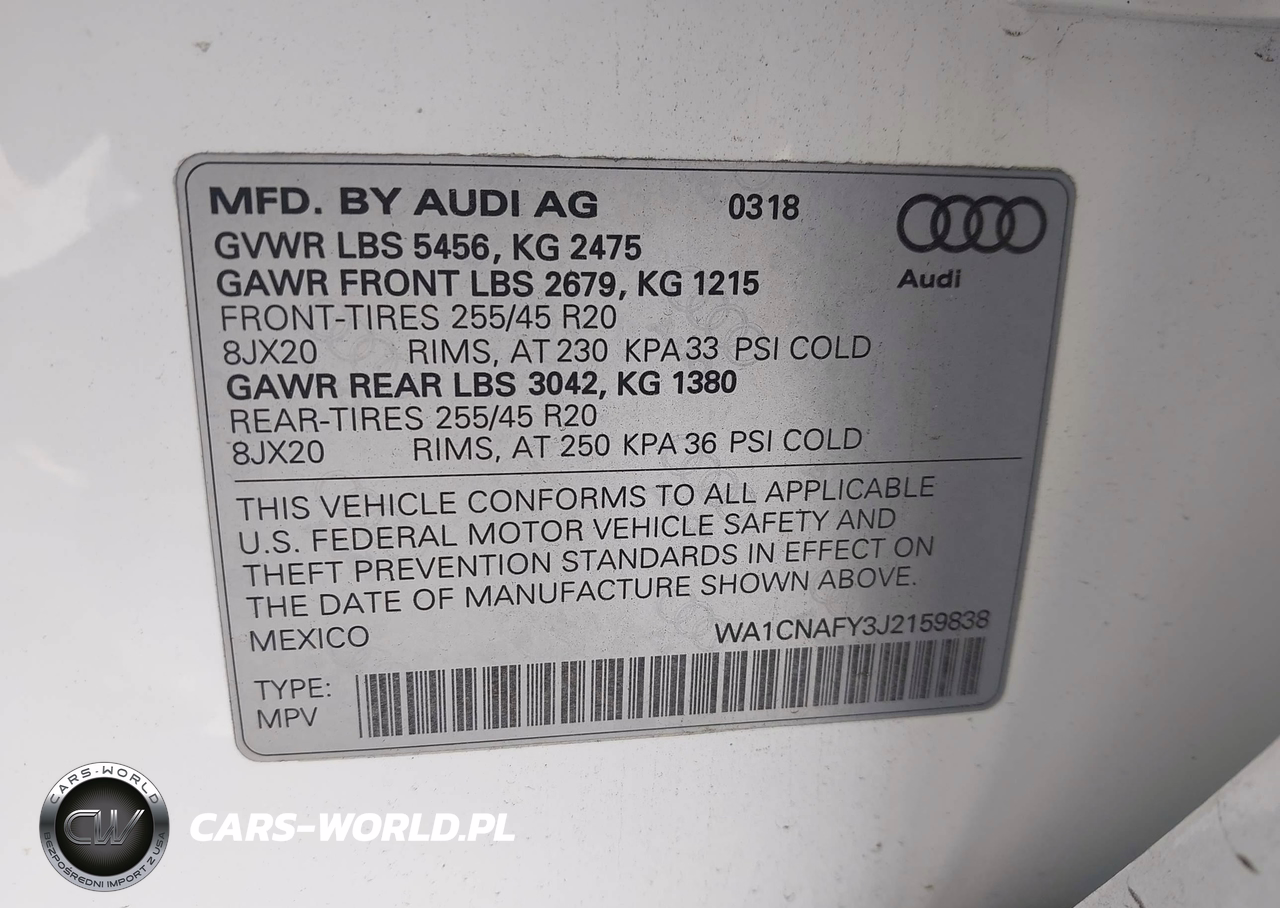 MFD. BY AUDI AG 0318
GVWR LBS 5456, KG 2475
GAWR FRONT LBS 2679, KG 1215
Audi
FRONT-TIRES 255/45 R20
8JX20 RIMS, AT 230 KPA 33 PSI COLD
GAWR REAR LBS 3042, KG 1380
REAR-TIRES 255/45 R20
8JX20 RIMS, AT 250 KPA 36 PSI COLD
THIS VEHICLE CONFORMS TO ALL APPLICABLE
U.S. FEDERAL MOTOR VEHICLE SAFETY AND
THEFT PREVENTION STANDARDS IN EFFECT ON
THE DATE OF MANUFACTURE SHOWN ABOVE.
MEXICO WA1CNAFY3J2159838
TYPE:
MPV
CARS-WORLD
CW
BEZPOŚREDNI IMPORT Z USA
CARS-WORLD.PL